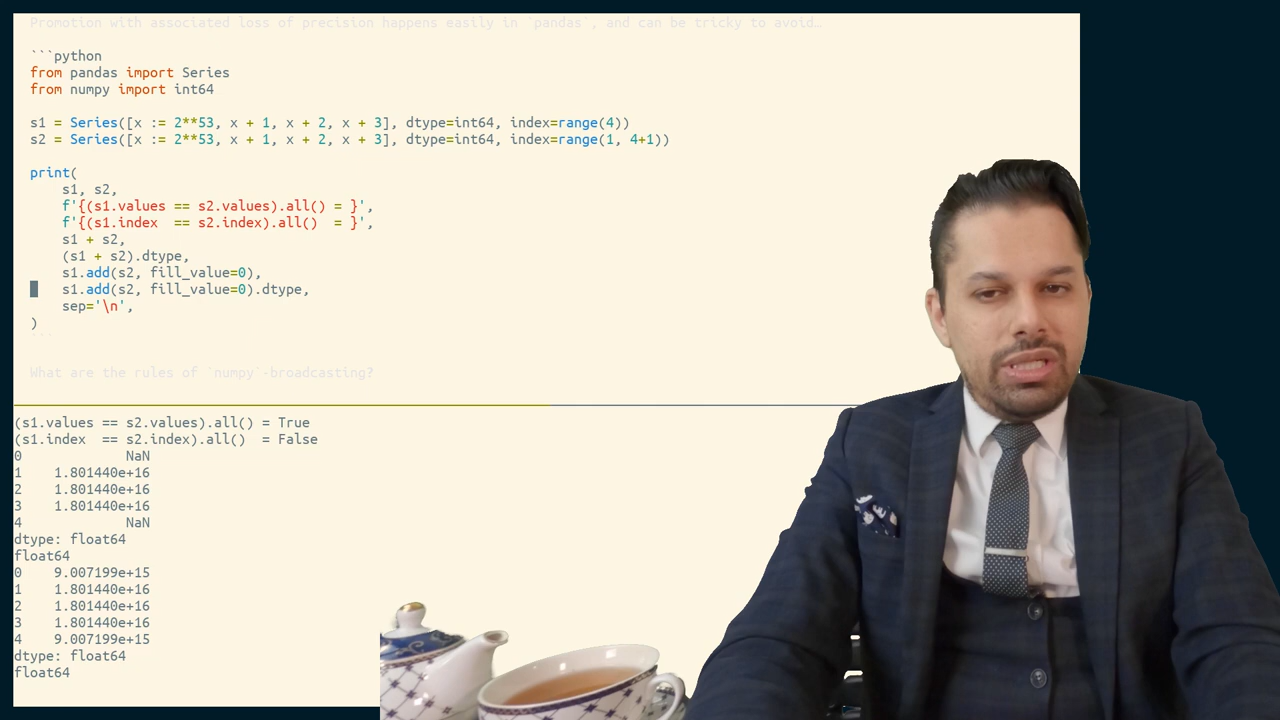 Promotion with associated loss of precision happens easily in `pandas`, and can be tricky to avoid…
```python
from pandas import Series
from numpy import int64
s1 = Series([x := 2**53, x + 1, x + 2, x + 3], dtype=int64, index=range(4))
s2 = Series([x := 2**53, x + 1, x + 2, x + 3], dtype=int64, index=range(1, 4+1))
print(
s1, s2,
f'{(s1.values == s2.values).all() = }',
f'{(s1.index  == s2.index).all()  = }',
s1 + s2,
(s1 + s2).dtype,
s1.add(s2, fill_value=0),
s1.add(s2, fill_value=0).dtype,
sep='\n',
)
```
What are the rules of `numpy`-broadcasting?
(s1.values == s2.values).all() = True
(s1.index  == s2.index).all()  = False
0             NaN
1    1.801440e+16
2    1.801440e+16
3    1.801440e+16
4             NaN
dtype: float64
float64
0    9.007199e+15
1    1.801440e+16
2    1.801440e+16
3    1.801440e+16
4    9.007199e+15
dtype: float64
float64